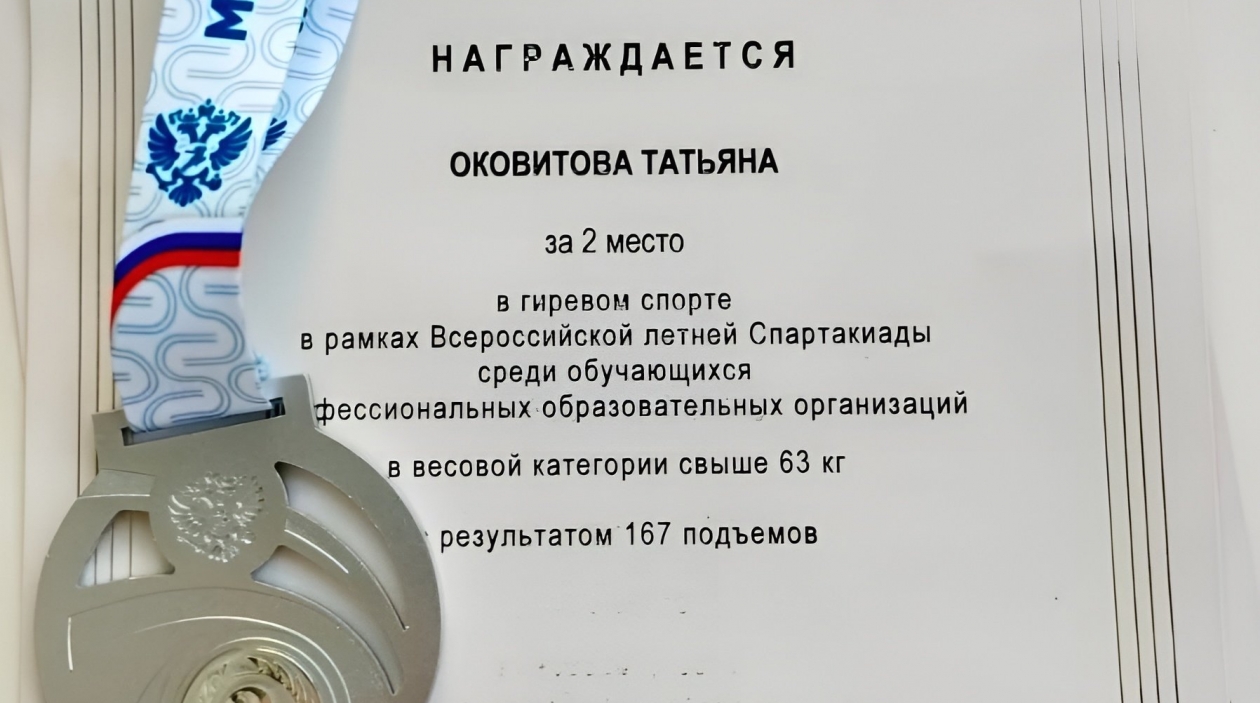 М
НАГРАЖДАЕТСЯ
ОКОВИТОВА ТАТЬЯНА
за 2 место
в гиревом спорте
в рамках Всероссийской летней Спартакиады
среди обучающихся
фессиональных образовательных организаций
в весовой категории свыше 63 кг
результатом 167 подъемов